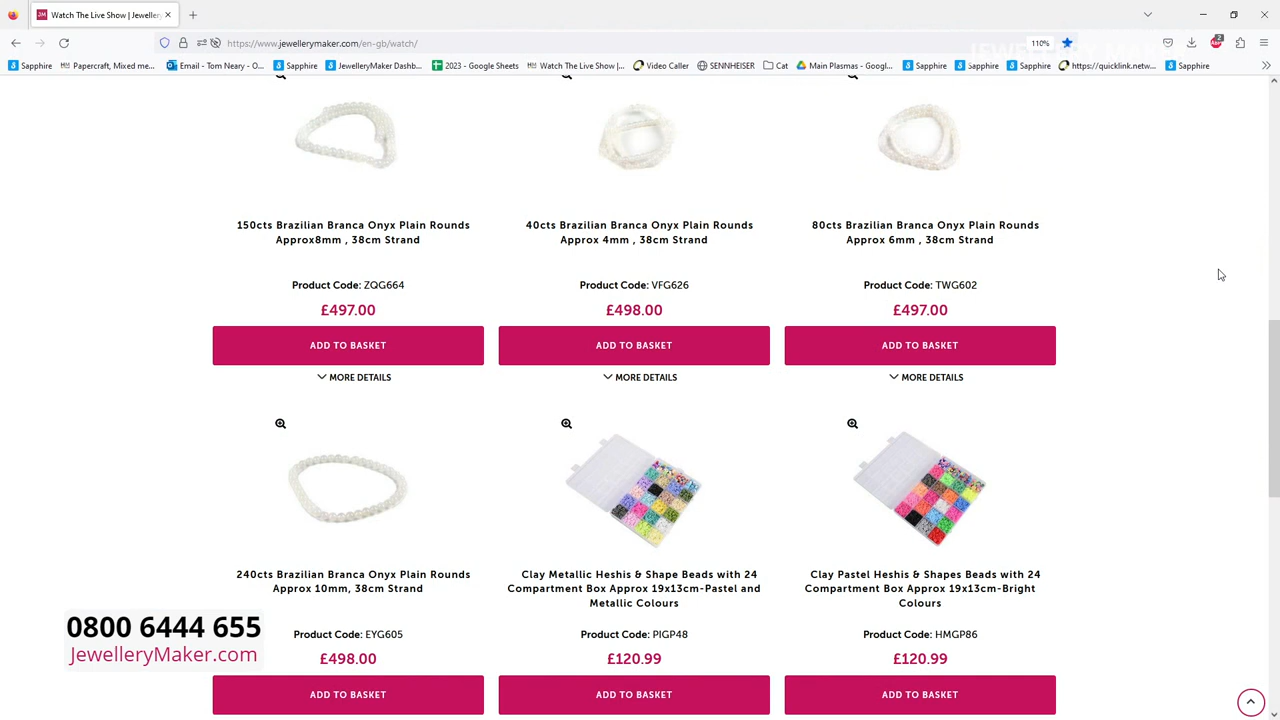 Watch The Live Show | Jeweller
https://www.jewellerymaker.com/en-gb/watch/
110%
2
JEWELLERY MAKER
Sapphire
Papercraft, Mixed me...
Email - Tom Neary - O...
Sapphire
JewelleryMaker Dashb...
2023 - Google Sheets
Watch The Live Show |...
Video Caller
SENNHEISER
Cat
Main Plasmas - Googl...
Sapphire
Sapphire
Sapphire
https://quicklink.netw...
Sapphire
150cts Brazilian Branca Onyx Plain Rounds
Approx8mm , 38cm Strand
Product Code: ZQG664
£497.00
ADD TO BASKET
MORE DETAILS
40cts Brazilian Branca Onyx Plain Rounds
Approx 4mm , 38cm Strand
Product Code: VFG626
£498.00
ADD TO BASKET
MORE DETAILS
80cts Brazilian Branca Onyx Plain Rounds
Approx 6mm , 38cm Strand
Product Code: TWG602
£497.00
ADD TO BASKET
MORE DETAILS
240cts Brazilian Branca Onyx Plain Rounds
Approx 10mm, 38cm Strand
Product Code: EYG605
£498.00
ADD TO BASKET
Clay Metallic Heshis & Shape Beads with 24
Compartment Box Approx 19x13cm-Pastel and
Metallic Colours
Product Code: PIGP48
£120.99
ADD TO BASKET
Clay Pastel Heshis & Shapes Beads with 24
Compartment Box Approx 19x13cm-Bright
Colours
Product Code: HMGP86
£120.99
ADD TO BASKET
0800 6444 655
JewelleryMaker.com